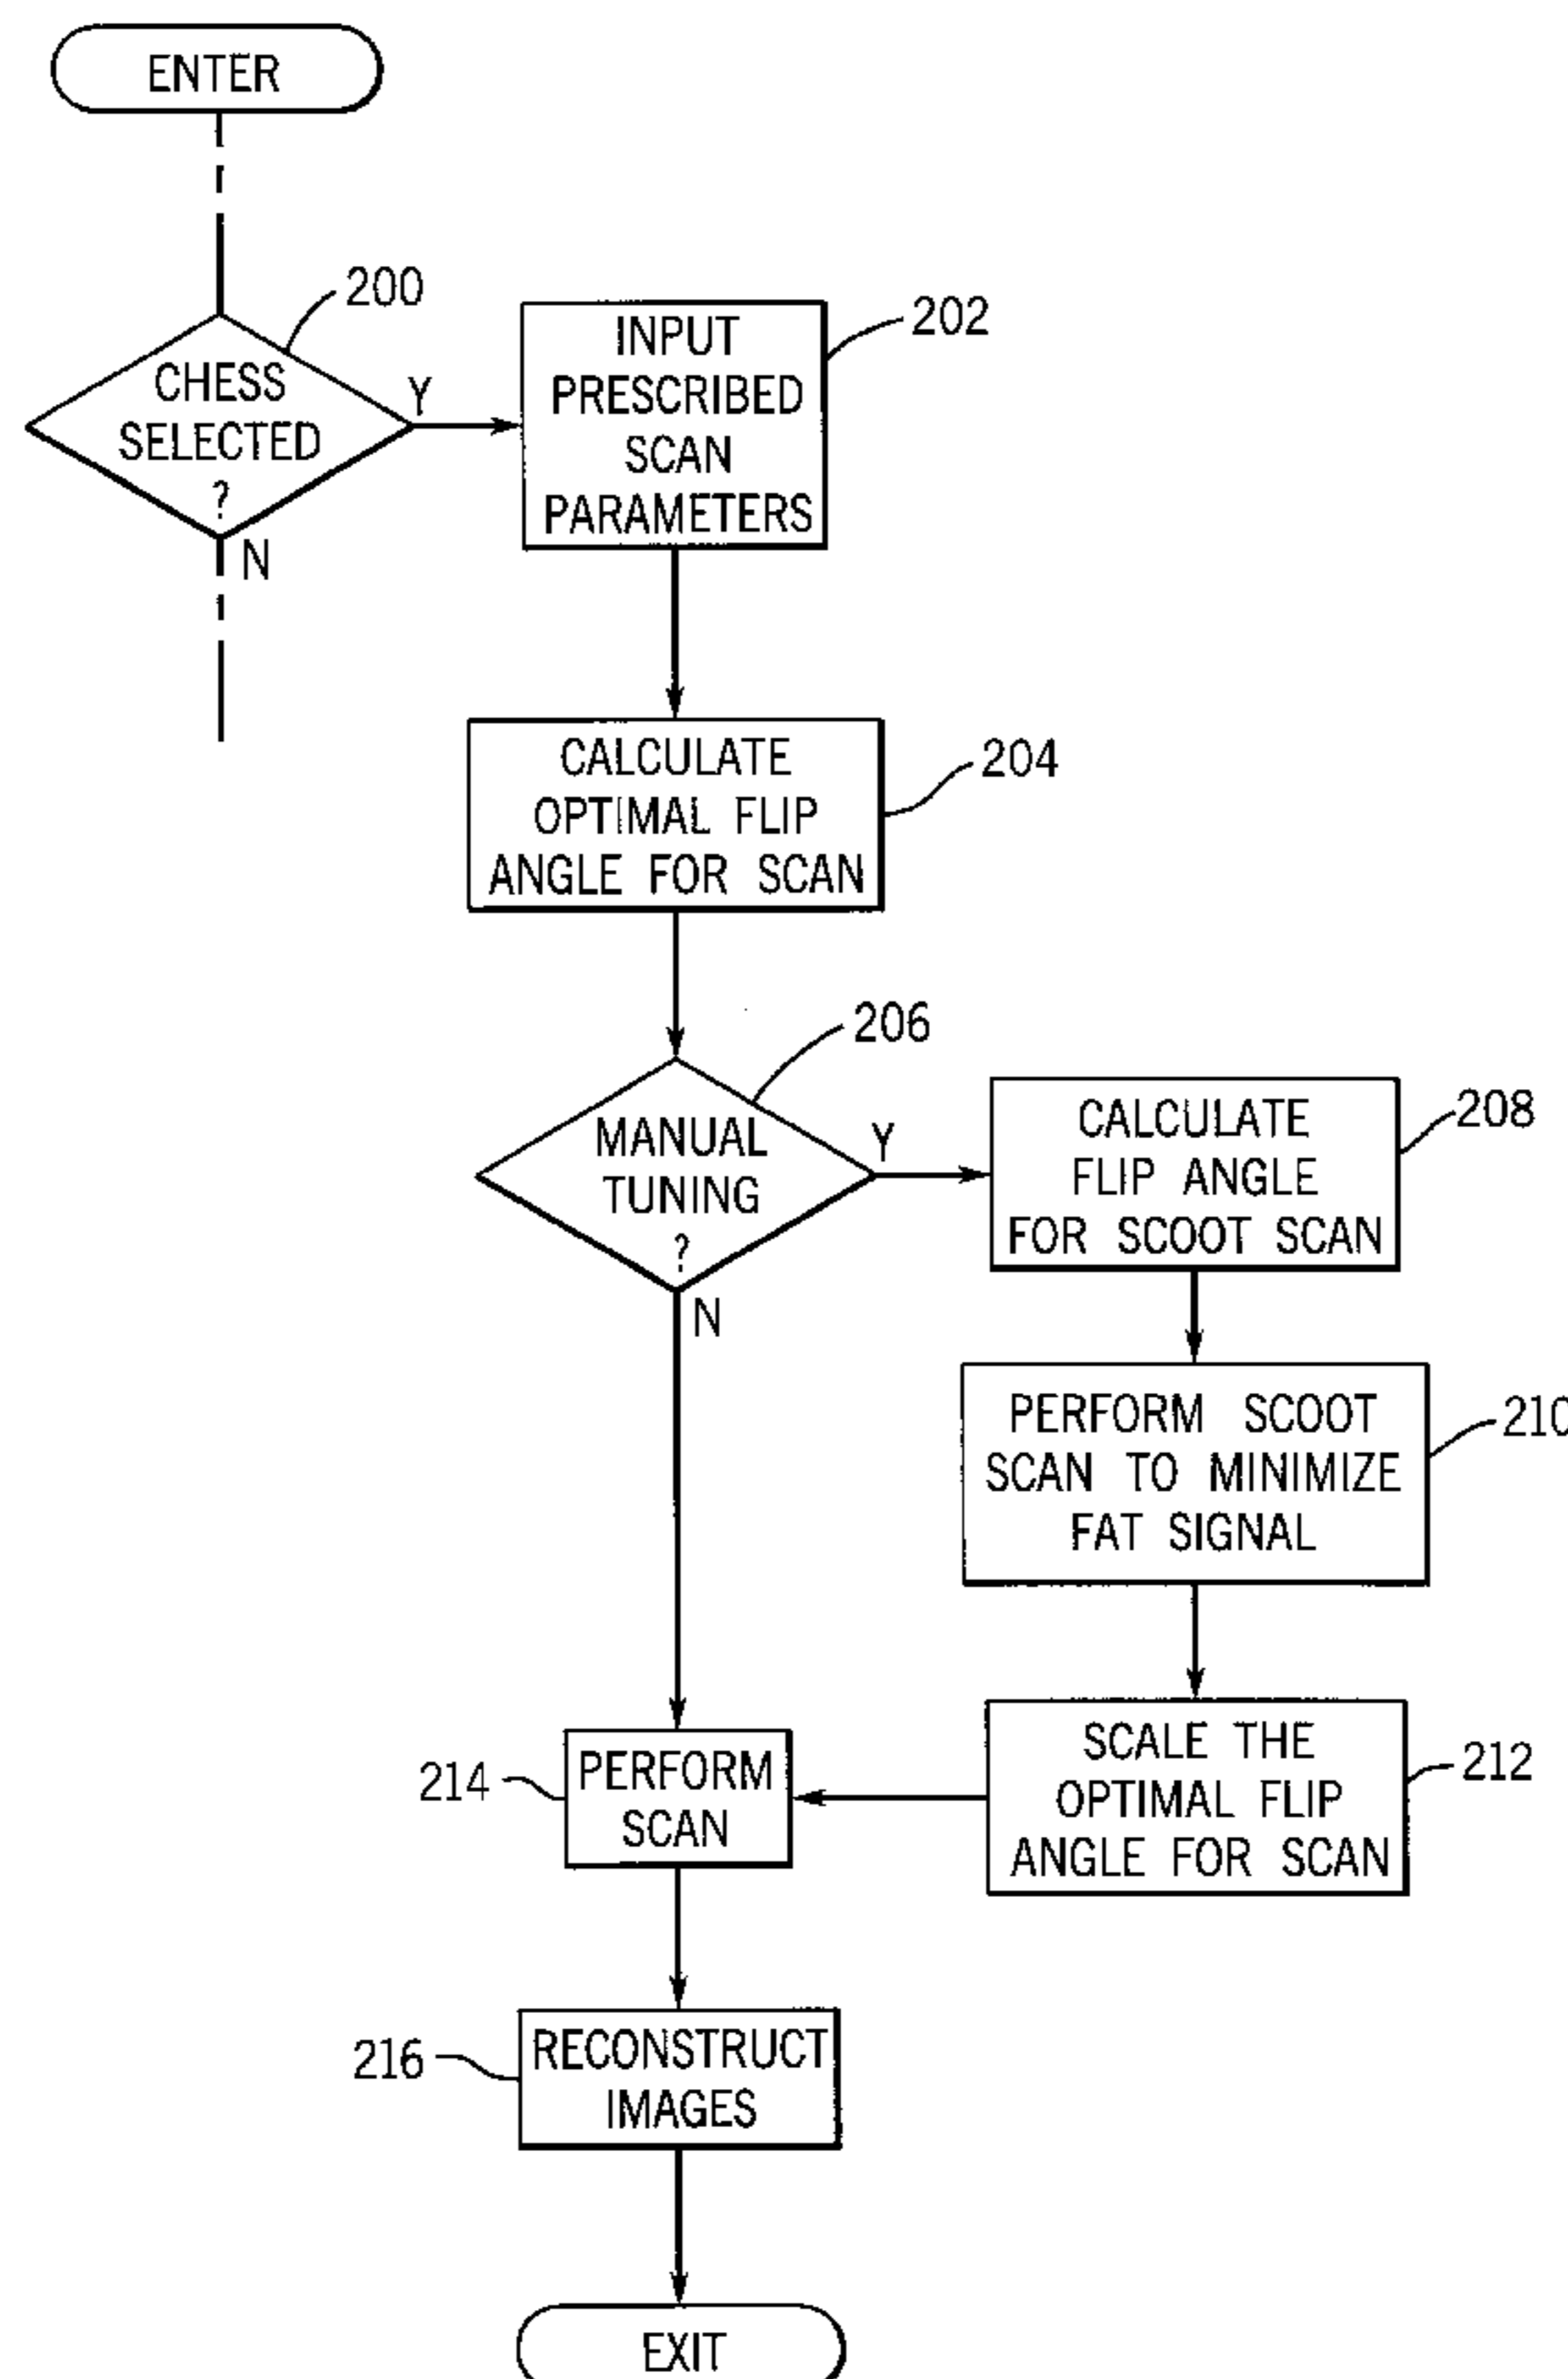 ENTER
200
CHESS
SELECTED
?
Y
N
INPUT
PRESCRIBED
SCAN
PARAMETERS
202
CALCULATE
OPTIMAL FLIP
ANGLE FOR SCAN
204
206
MANUAL
TUNING
?
Y
N
CALCULATE
FLIP ANGLE
FOR SCOOT SCAN
208
PERFORM SCOOT
SCAN TO MINIMIZE
FAT SIGNAL
210
SCALE THE
OPTIMAL FLIP
ANGLE FOR SCAN
212
214
PERFORM
SCAN
216
RECONSTRUCT
IMAGES
EXIT